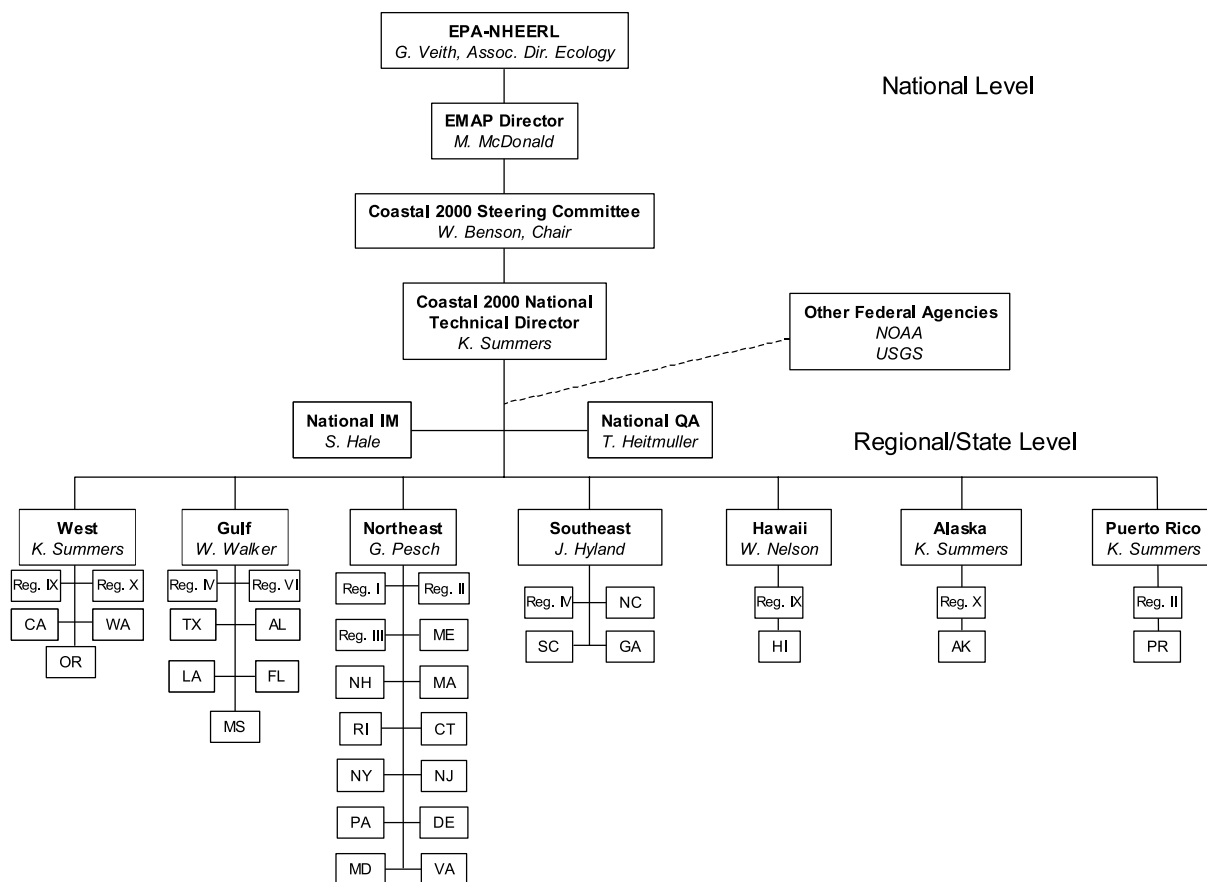 EPA-NHEERL
G. Veith, Assoc. Dir. Ecology
National Level
EMAP Director
M. McDonald
Coastal 2000 Steering Committee
W. Benson, Chair
Coastal 2000 National
Technical Director
K. Summers
Other Federal Agencies
NOAA
USGS
National IM
S. Hale
National QA
T. Heitmuller
Regional/State Level
West
K. Summers
Reg. IX
Reg. X
CA
WA
OR
Gulf
W. Walker
Reg. IV
Reg. VI
TX
AL
LA
FL
MS
Northeast
G. Pesch
Reg. I
Reg. II
Reg. III
ME
NH
MA
RI
CT
NY
NJ
PA
DE
MD
VA
Southeast
J. Hyland
Reg. IV
NC
SC
GA
Hawaii
W. Nelson
Reg. IX
HI
Alaska
K. Summers
Reg. X
AK
Puerto Rico
K. Summers
Reg. II
PR